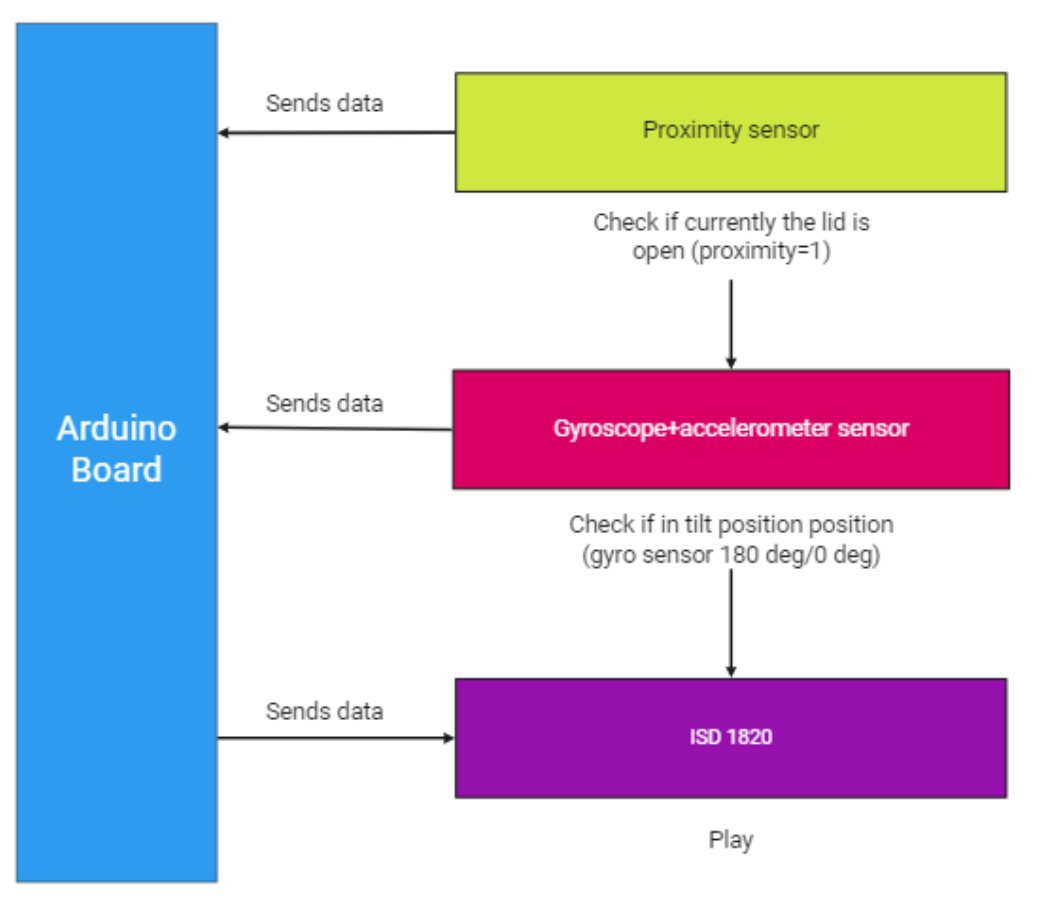 Sends data
Proximity sensor
Check if currently the lid is
open (proximity=1)
Arduino
Board
Sends data
Gyroscope+accelerometer sensor
Check if in tilt position position
(gyro sensor 180 deg/0 deg)
Sends data
ISD 1820
Play